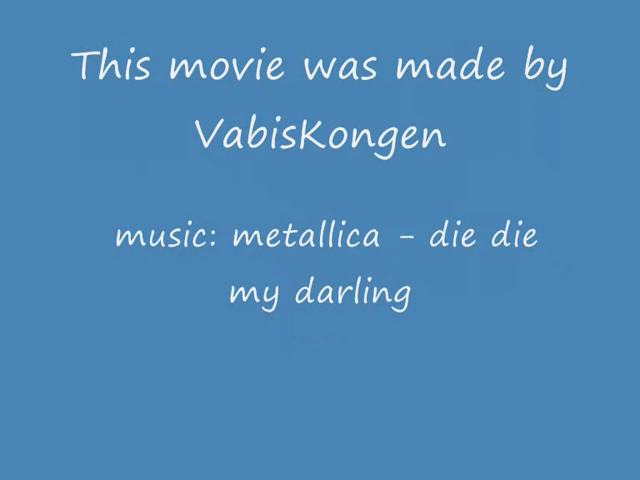 This movie was made by
VabisKongen
music: metallica - die die
my darling